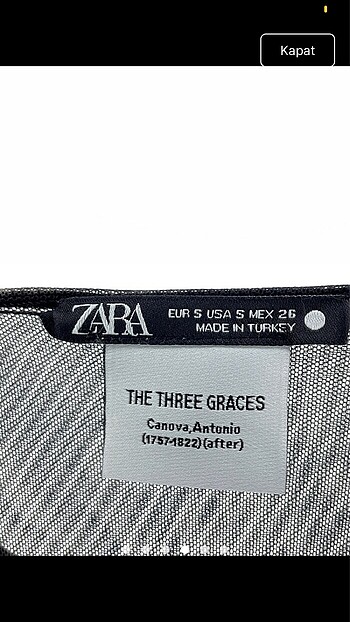 Kapat
ZARA
EUR S USA S MEX 26
MADE IN TURKEY
THE THREE GRACES
Canova,Antonio
(1757-1822)(after)